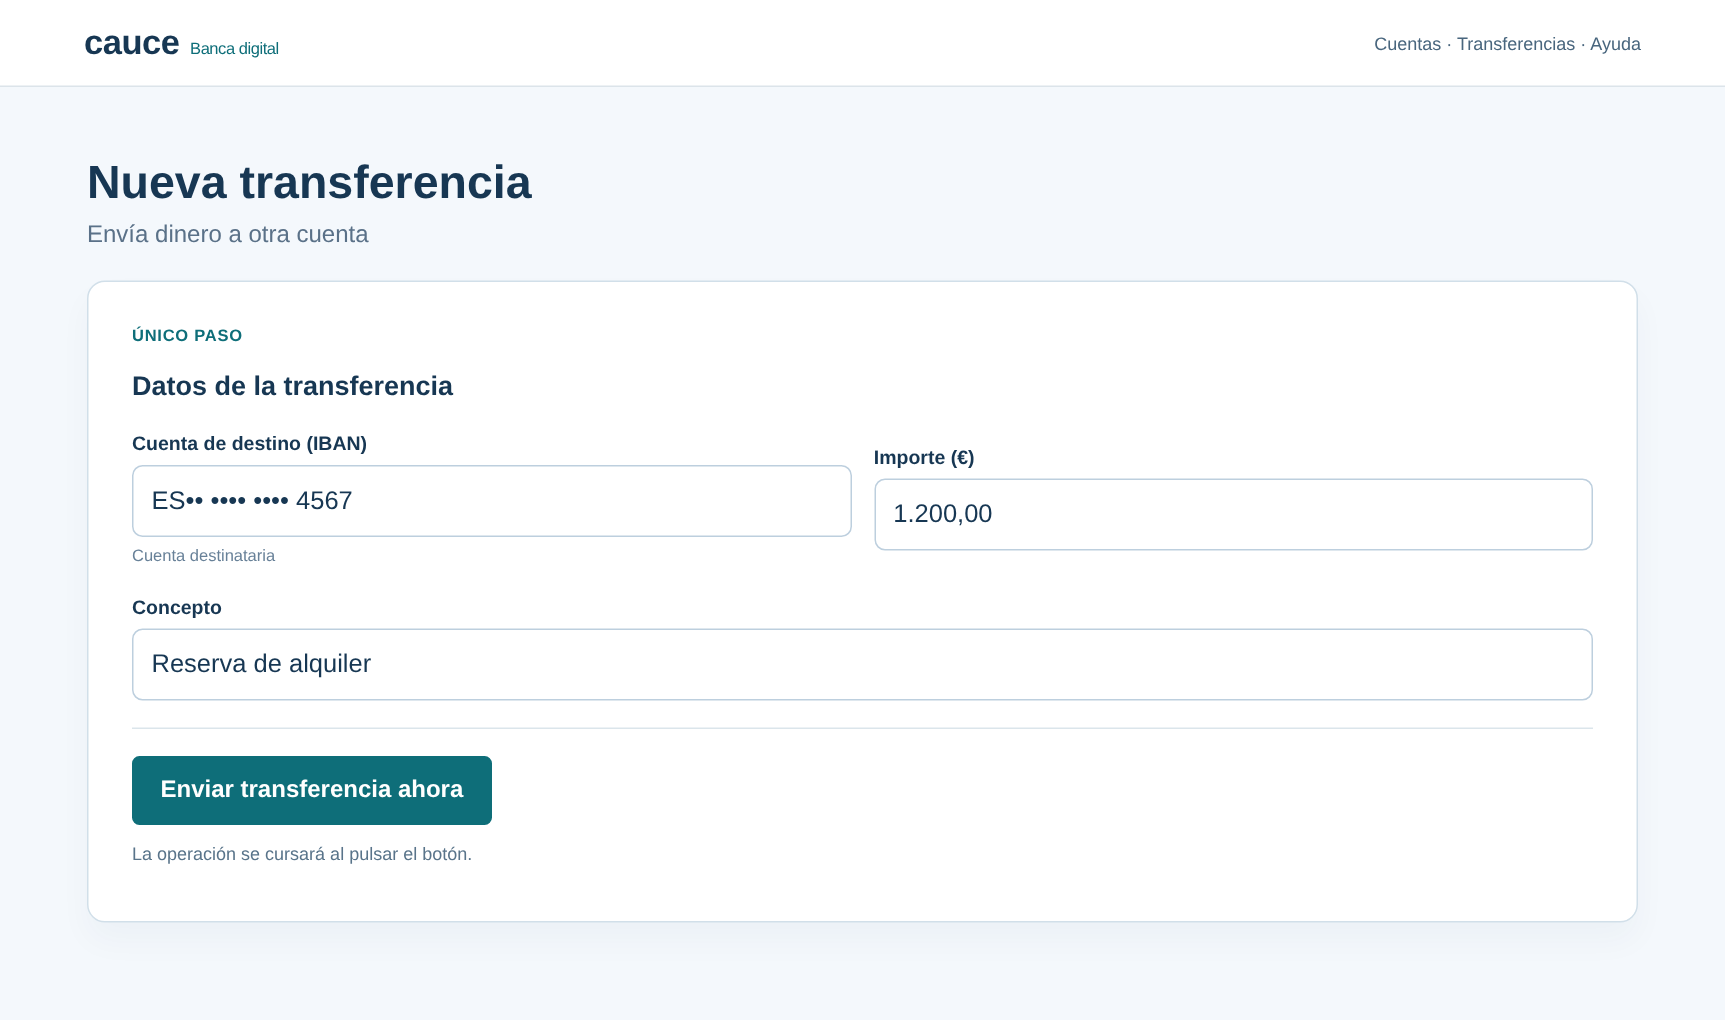 cauce Banca digital
Cuentas · Transferencias · Ayuda
Nueva transferencia
Envía dinero a otra cuenta
ÚNICO PASO
Datos de la transferencia
Cuenta de destino (IBAN)
ES•• •••• •••• 4567
Cuenta destinataria
Importe (€)
1.200,00
Concepto
Reserva de alquiler
Enviar transferencia ahora
La operación se cursará al pulsar el botón.